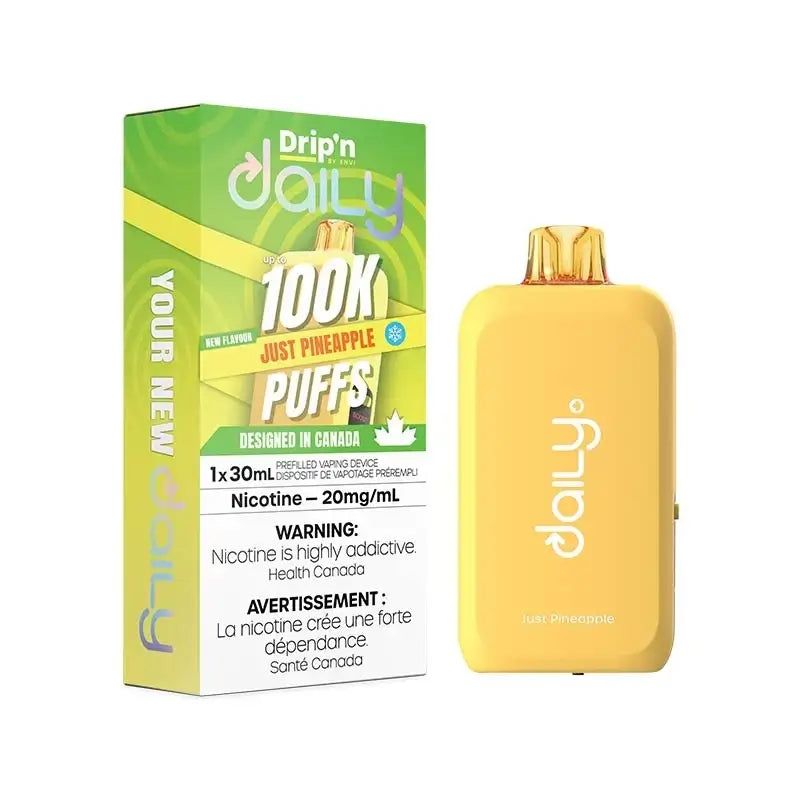 Drip'n
BY ENVI
daily
up to
100K
NEW FLAVOUR
JUST PINEAPPLE
PUFFS
DESIGNED IN CANADA
1 x 30mL PREFILLED VAPING DEVICE
DISPOSITIF DE VAPOTAGE PRÉREMPLI
Nicotine – 20mg/mL
WARNING:
Nicotine is highly addictive.
Health Canada
AVERTISSEMENT :
La nicotine crée une forte
dépendance.
Santé Canada
YOUR NEW daily
daily
Just Pineapple